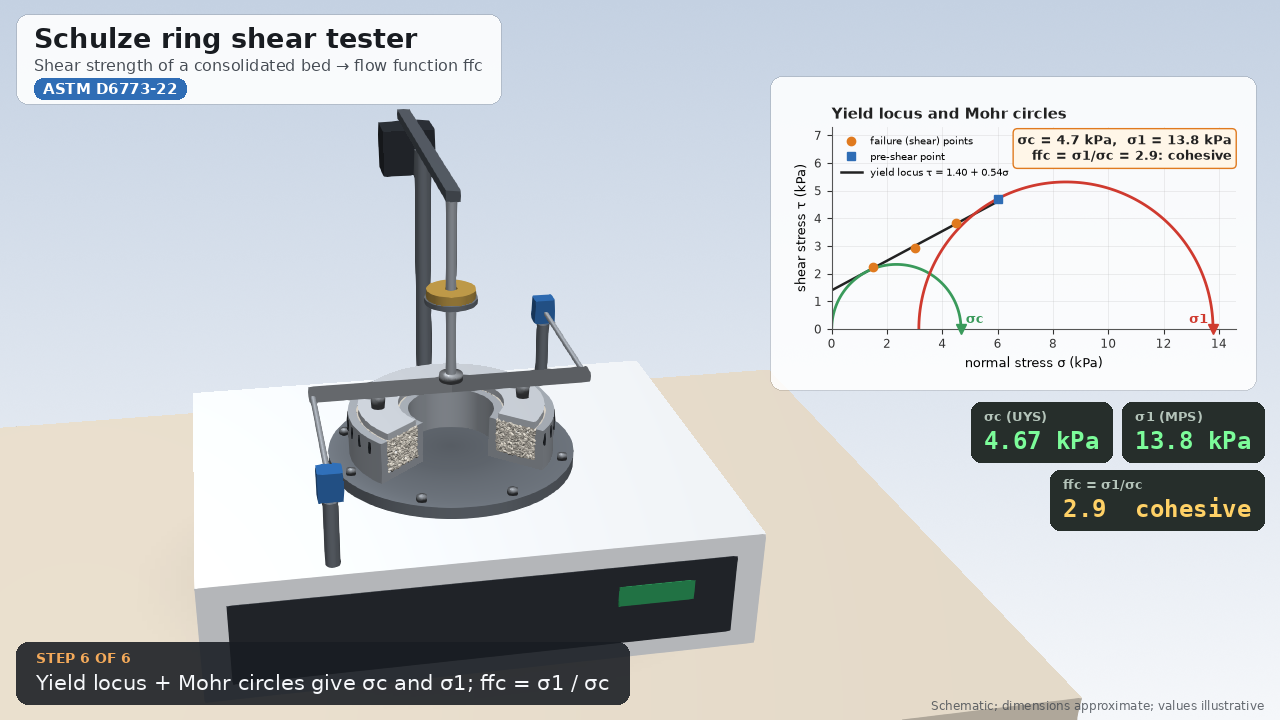 Schulze ring shear tester
Shear strength of a consolidated bed → flow function ffc
ASTM D6773-22
Yield locus and Mohr circles
σc = 4.7 kPa, σ1 = 13.8 kPa
ffc = σ1/σc = 2.9: cohesive
failure (shear) points
pre-shear point
yield locus τ = 1.40 + 0.54σ
shear stress τ (kPa)
7
6
5
4
3
2
1
0
σc
σ1
0 2 4 6 8 10 12 14
normal stress σ (kPa)
σc (UYS)
4.67 kPa
σ1 (MPS)
13.8 kPa
ffc = σ1/σc
2.9 cohesive
STEP 6 OF 6
Yield locus + Mohr circles give σc and σ1; ffc = σ1 / σc
Schematic; dimensions approximate; values illustrative